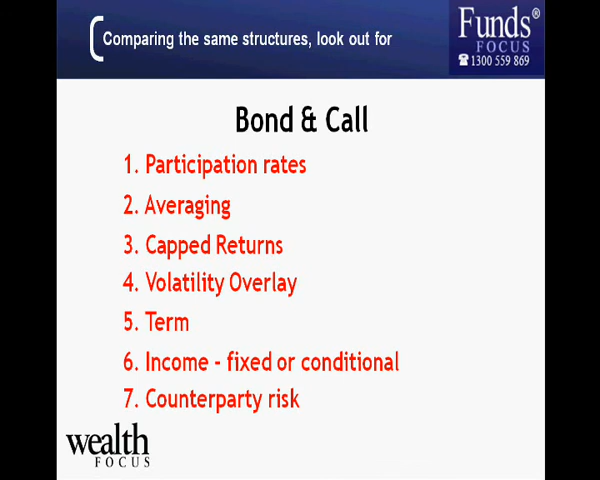 Comparing the same structures, look out for
Funds®
FOCUS
☎ 1300 559 869
Bond & Call
1. Participation rates
2. Averaging
3. Capped Returns
4. Volatility Overlay
5. Term
6. Income - fixed or conditional
7. Counterparty risk
wealth
FOCUS